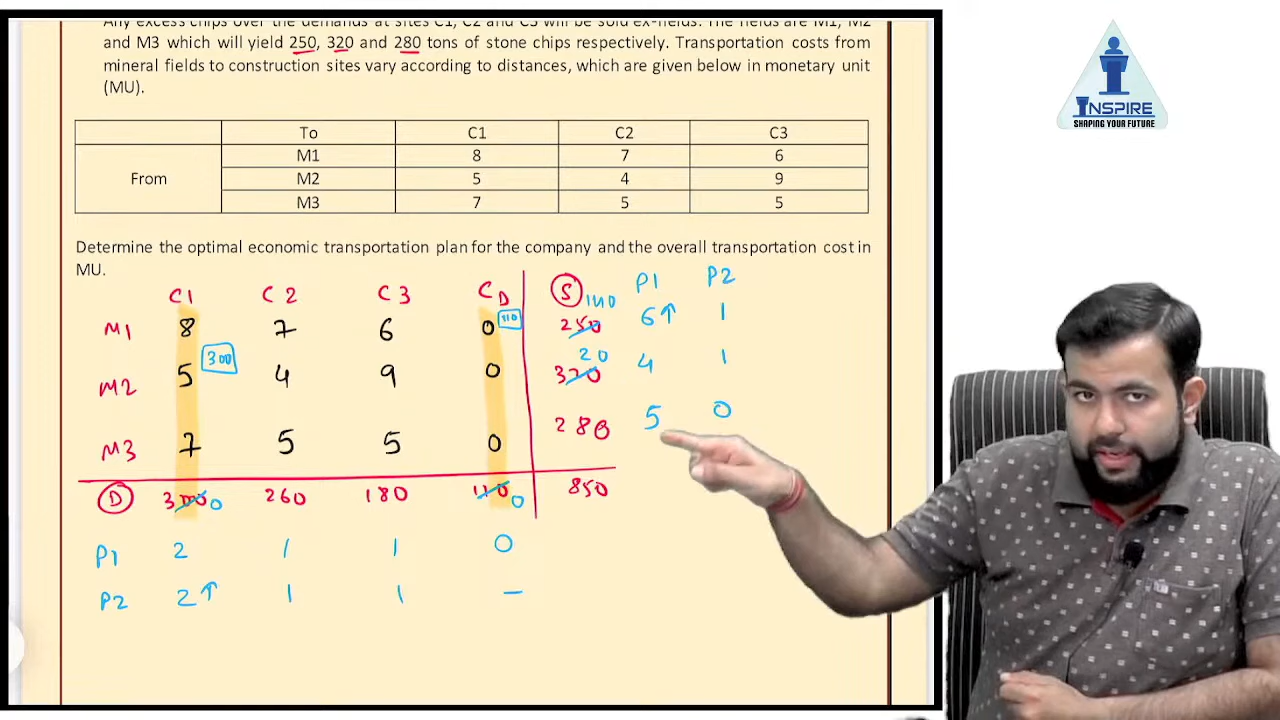 Any excess chips over the demands at sites C1, C2 and C3 will be sold ex-fields. The fields are M1, M2
and M3 which will yield 250, 320 and 280 tons of stone chips respectively. Transportation costs from
mineral fields to construction sites vary according to distances, which are given below in monetary unit
(MU).
To C1 C2 C3
From M1 8 7 6
M2 5 4 9
M3 7 5 5
Determine the optimal economic transportation plan for the company and the overall transportation cost in
MU.
C1 C2 C3 CD S 140 P1 P2
M1 8 7 6 0 110 250 6↑ 1
M2 5 300 4 9 0 20 320 4 1
M3 7 5 5 0 280 5 0
D 300 0 260 180 110 0 850
P1 2 1 1 0
P2 2↑ 1 1 –
INSPIRE
SHAPING YOUR FUTURE